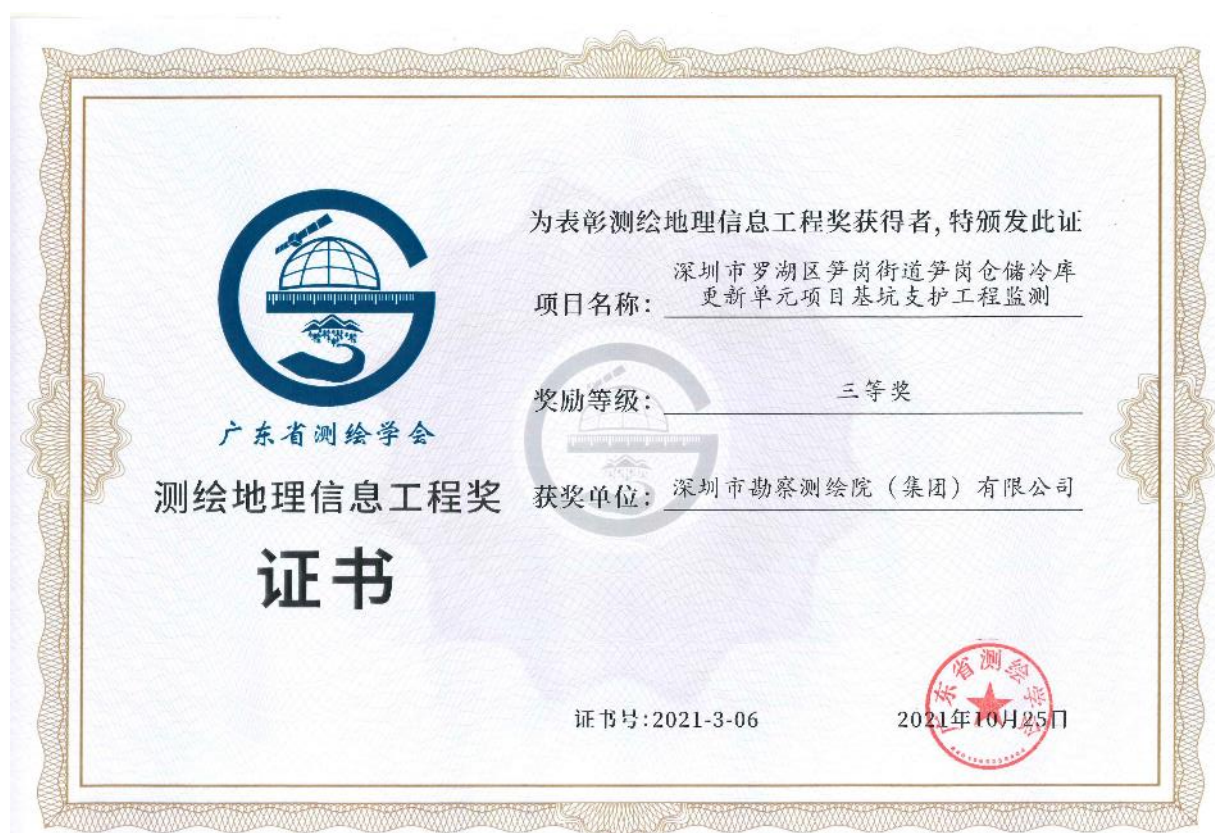 广东省测绘学会
测绘地理信息工程奖
证书
为表彰测绘地理信息工程奖获得者，特颁发此证
项目名称：
深圳市罗湖区笋岗街道笋岗仓储冷库
更新单元项目基坑支护工程监测
奖励等级：三等奖
获奖单位：深圳市勘察测绘院（集团）有限公司
证书号:2021-3-06
2021年10月25日
广东省测绘学会